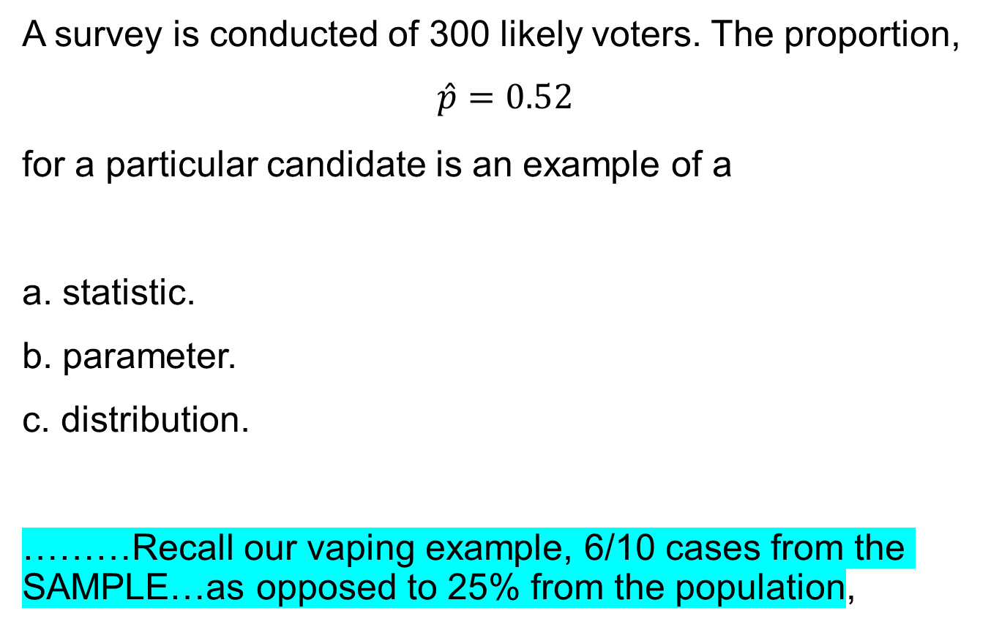 A survey is conducted of 300 likely voters. The proportion,
p̂ = 0.52
for a particular candidate is an example of a
a. statistic.
b. parameter.
c. distribution.
………Recall our vaping example, 6/10 cases from the
SAMPLE…as opposed to 25% from the population,